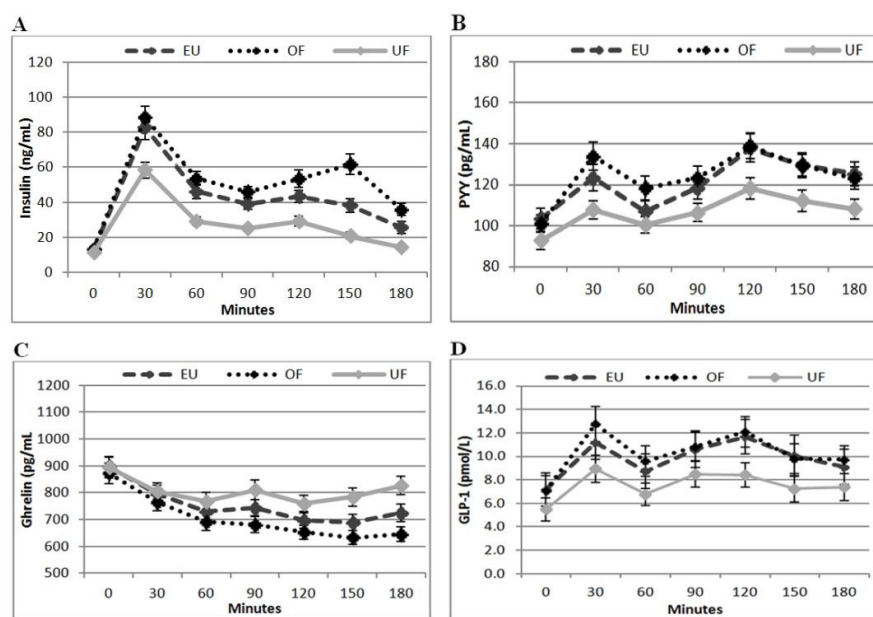 A
EU OF UF
120
100
80
60
40
20
0
Insulin (ng/mL)
0 30 60 90 120 150 180
Minutes
B
EU OF UF
180
160
140
120
100
80
PYY (pg/mL)
0 30 60 90 120 150 180
Minutes
C
EU OF UF
1200
1100
1000
900
800
700
600
500
Ghrelin (pg/mL
0 30 60 90 120 150 180
Minutes
D
EU OF UF
16.0
14.0
12.0
10.0
8.0
6.0
4.0
2.0
0.0
GLP-1 (pmol/L)
0 30 60 90 120 150 180
Minutes